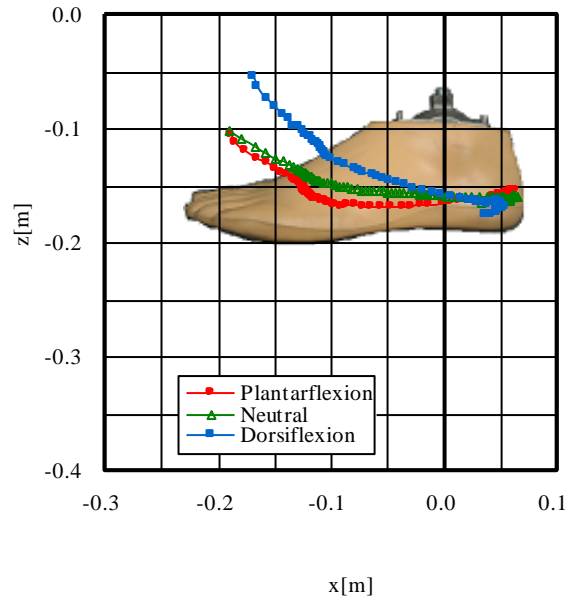 0.0
-0.1
-0.2
-0.3
-0.4
z[m]
Plantarflexion
Neutral
Dorsiflexion
-0.3 -0.2 -0.1 0.0 0.1
x[m]